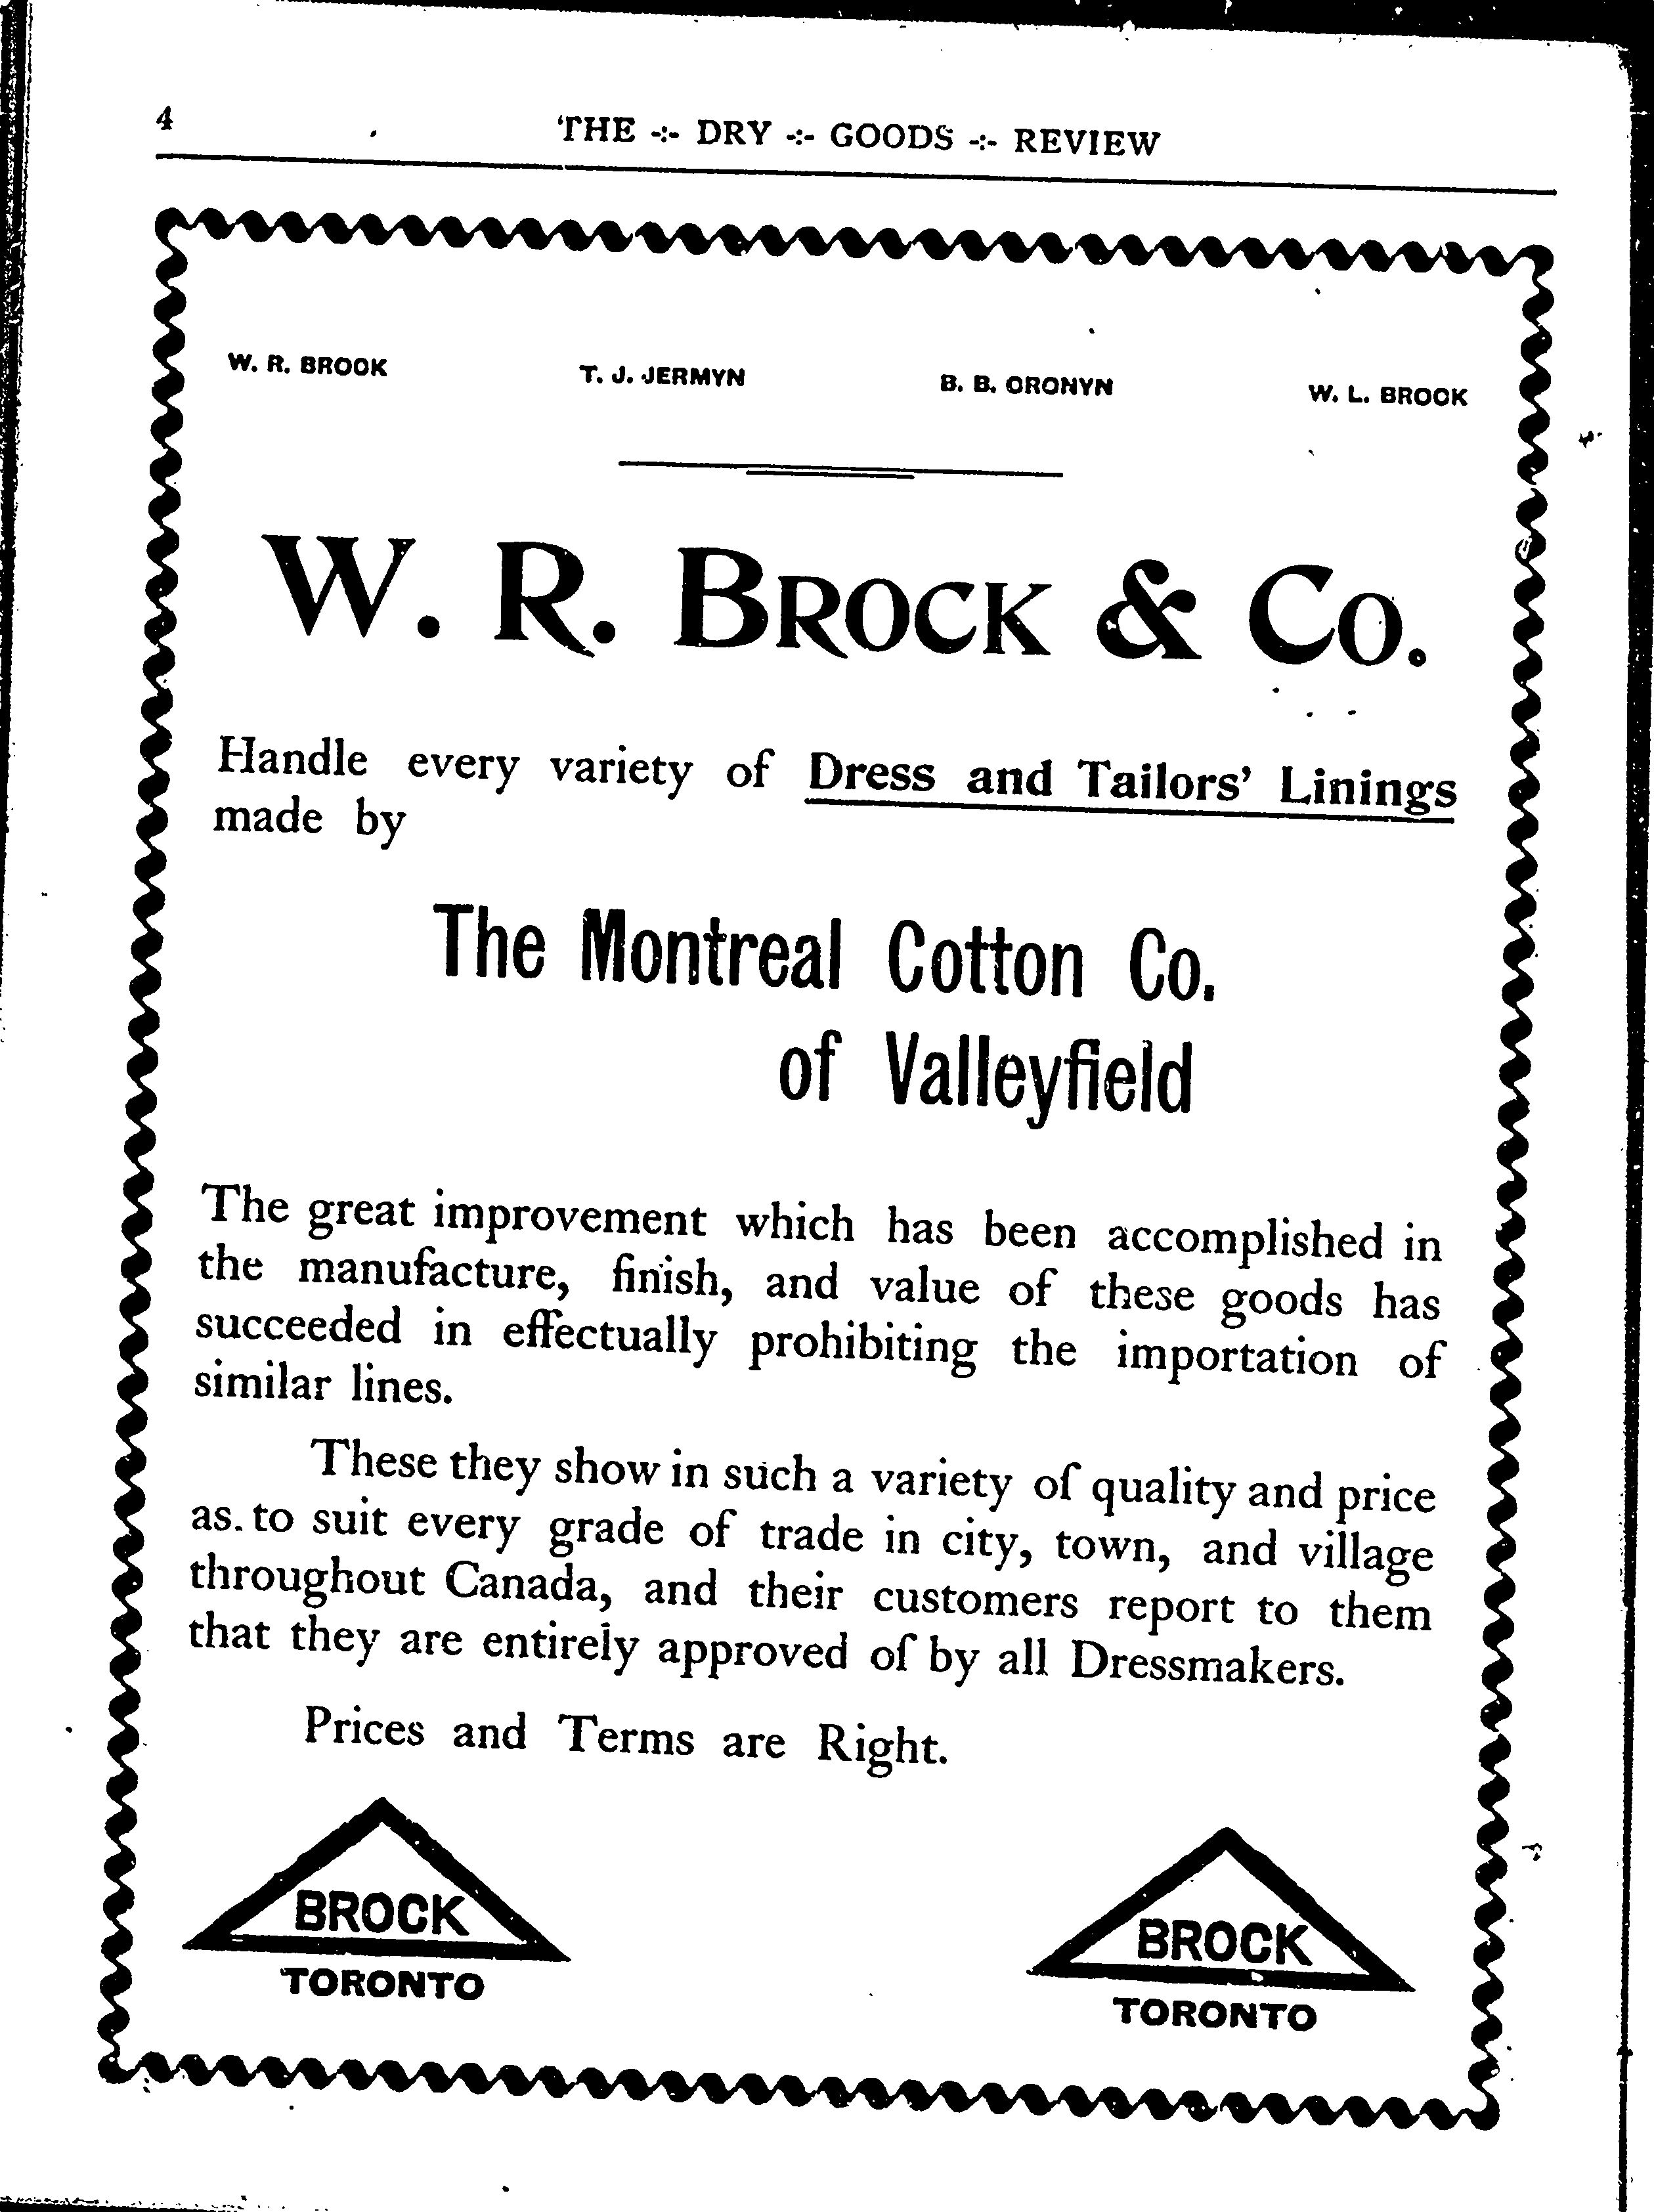 4
THE -:- DRY -:- GOODS -:- REVIEW
W. R. BROCK T. J. JERMYN B. B. CRONYN W. L. BROCK
W. R. BROCK & CO.
Handle every variety of Dress and Tailors' Linings
made by
The Montreal Cotton Co.
of Valleyfield
The great improvement which has been accomplished in
the manufacture, finish, and value of these goods has
succeeded in effectually prohibiting the importation of
similar lines.
These they show in such a variety of quality and price
as to suit every grade of trade in city, town, and village
throughout Canada, and their customers report to them
that they are entirely approved of by all Dressmakers.
Prices and Terms are Right.
BROCK
TORONTO
BROCK
TORONTO